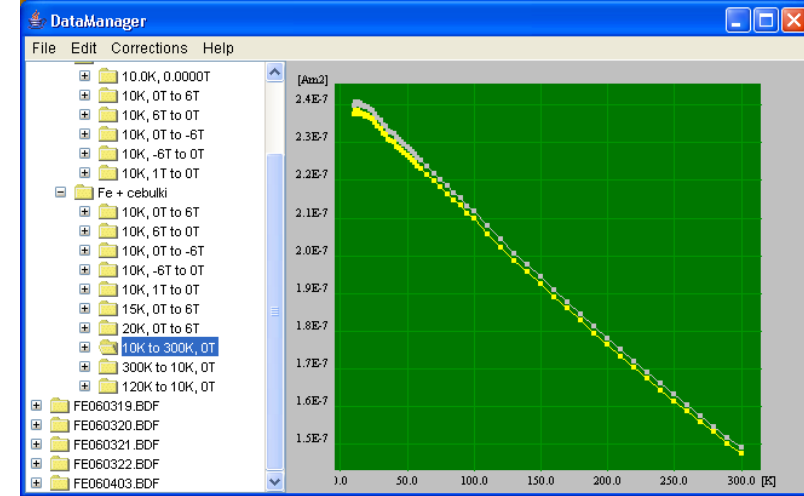 DataManager
File Edit Corrections Help
10.0K, 0.0000T
10K, 0T to 6T
10K, 6T to 0T
10K, 0T to -6T
10K, -6T to 0T
10K, 1T to 0T
Fe + cebulki
10K, 0T to 6T
10K, 6T to 0T
10K, 0T to -6T
10K, -6T to 0T
10K, 1T to 0T
15K, 0T to 6T
20K, 0T to 6T
10K to 300K, 0T
300K to 10K, 0T
120K to 10K, 0T
FE060319.BDF
FE060320.BDF
FE060321.BDF
FE060322.BDF
FE060403.BDF
[Am2]
2.4E-7
2.3E-7
2.2E-7
2.1E-7
2.0E-7
1.9E-7
1.8E-7
1.7E-7
1.6E-7
1.5E-7
).0 50.0 100.0 150.0 200.0 250.0 300.0 [K]